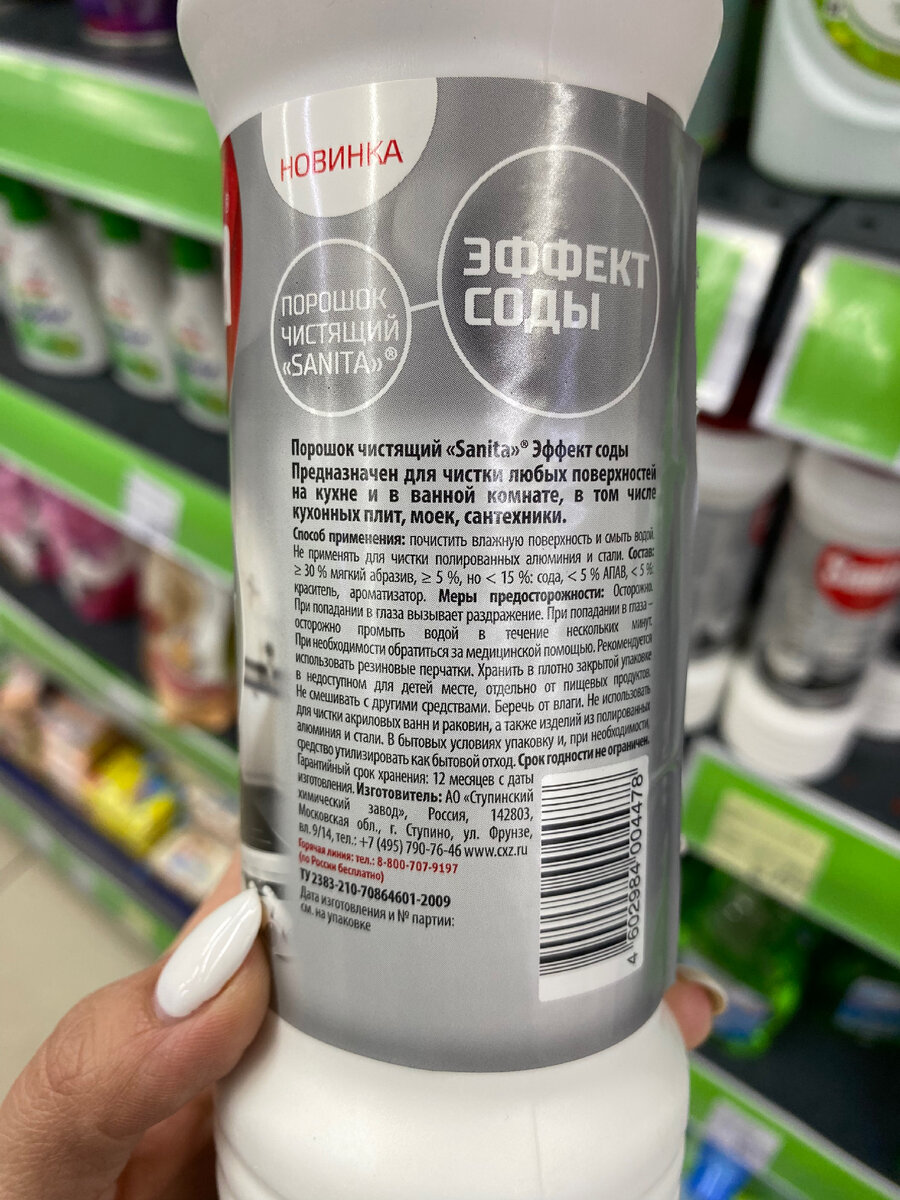 НОВИНКА
ПОРОШОК
ЧИСТЯЩИЙ
«SANITA»®
ЭФФЕКТ
СОДЫ
Порошок чистящий «Sanita»® Эффект соды
Предназначен для чистки любых поверхностей
на кухне и в ванной комнате, в том числе
кухонных плит, моек, сантехники.
Способ применения: почистить влажную поверхность и смыть водой.
Не применять для чистки полированных алюминия и стали. Состав:
≥ 30 % мягкий абразив, ≥ 5 %, но < 15 %: сода, < 5 % АПАВ, < 5 %:
краситель, ароматизатор. Меры предосторожности: Осторожно.
При попадании в глаза вызывает раздражение. При попадании в глаза –
осторожно промыть водой в течение нескольких минут.
При необходимости обратиться за медицинской помощью. Рекомендуется
использовать резиновые перчатки. Хранить в плотно закрытой упаковке
в недоступном для детей месте, отдельно от пищевых продуктов.
Не смешивать с другими средствами. Беречь от влаги. Не использовать
для чистки акриловых ванн и раковин, а также изделий из полированных
алюминия и стали. В бытовых условиях упаковку и, при необходимости,
средство утилизировать как бытовой отход. Срок годности не ограничен.
Гарантийный срок хранения: 12 месяцев с даты
изготовления. Изготовитель: АО «Ступинский
химический завод», Россия, 142803,
Московская обл., г. Ступино, ул. Фрунзе,
вл. 9/14, тел.: +7 (495) 790-76-46 www.cxz.ru
Горячая линия: тел.: 8-800-707-9197
(по России бесплатно)
ТУ 2383-210-70864601-2009
Дата изготовления и № партии:
см. на упаковке
4 602984 004478